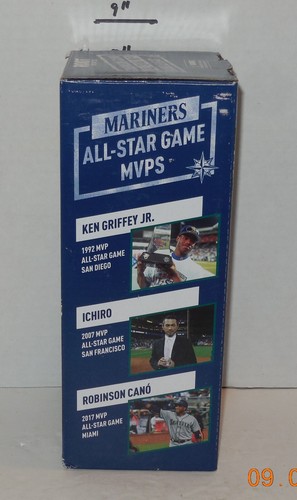 9"
MARINERS
ALL-STAR GAME
MVPS
KEN GRIFFEY JR.
1992 MVP
ALL-STAR GAME
SAN DIEGO
ICHIRO
2007 MVP
ALL-STAR GAME
SAN FRANCISCO
ROBINSON CANÓ
2017 MVP
ALL-STAR GAME
MIAMI
09.0